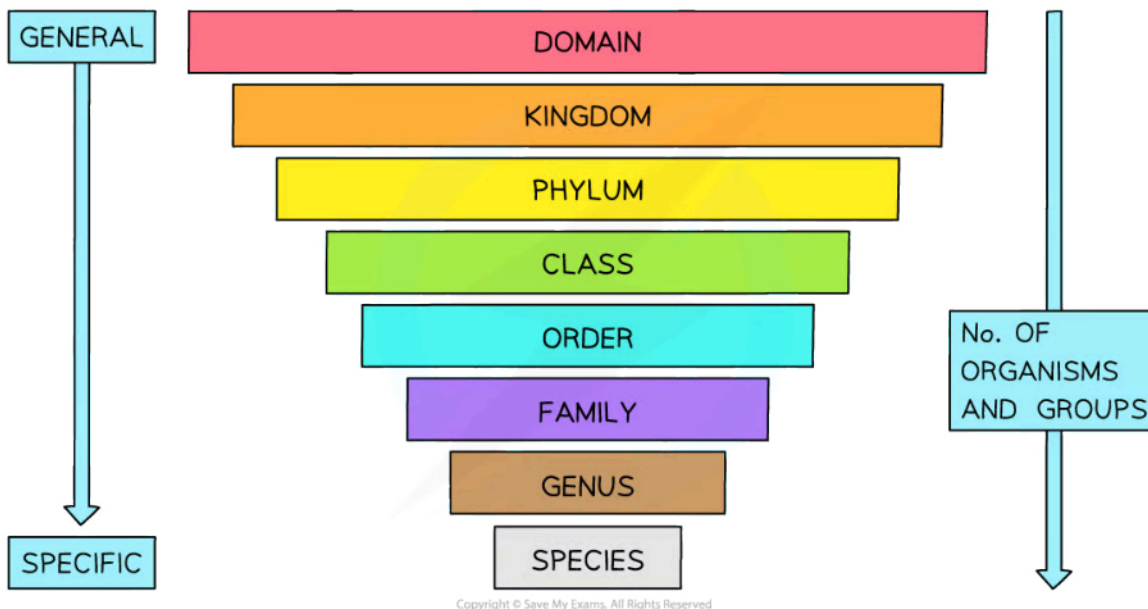 GENERAL
DOMAIN
KINGDOM
PHYLUM
CLASS
ORDER
No. OF
ORGANISMS
AND GROUPS
FAMILY
GENUS
SPECIES
SPECIFIC
Copyright © Save My Exams. All Rights Reserved